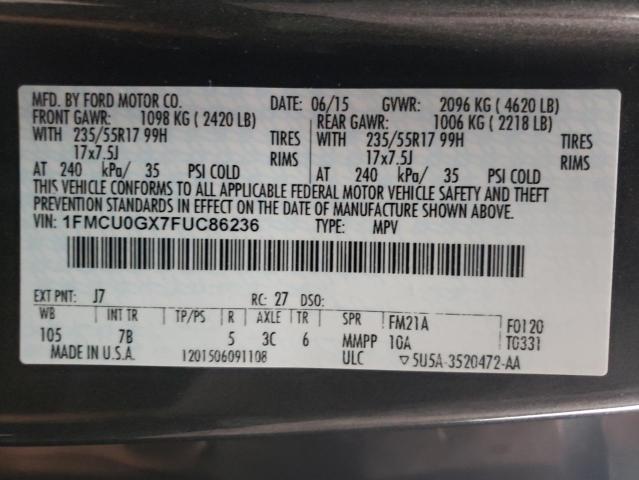 MFD. BY FORD MOTOR CO. DATE: 06/15 GVWR: 2096 KG ( 4620 LB)
FRONT GAWR: 1098 KG ( 2420 LB) REAR GAWR: 1006 KG ( 2218 LB)
WITH 235/55R17 99H TIRES WITH 235/55R17 99H TIRES
17x7.5J RIMS 17x7.5J RIMS
AT 240 kPa/ 35 PSI COLD AT 240 kPa/ 35 PSI COLD
THIS VEHICLE CONFORMS TO ALL APPLICABLE FEDERAL MOTOR VEHICLE SAFETY AND THEFT
PREVENTION STANDARDS IN EFFECT ON THE DATE OF MANUFACTURE SHOWN ABOVE.
VIN: 1FMCU0GX7FUC86236 TYPE: MPV
EXT PNT: J7 RC: 27 DSO:
WB INT TR TP/PS R AXLE TR SPR FM21A F0120
105 7B 5 3C 6 MMPP 10A T0331
MADE IN U.S.A. 1201506091108 ULC ▽5U5A-3520472-AA